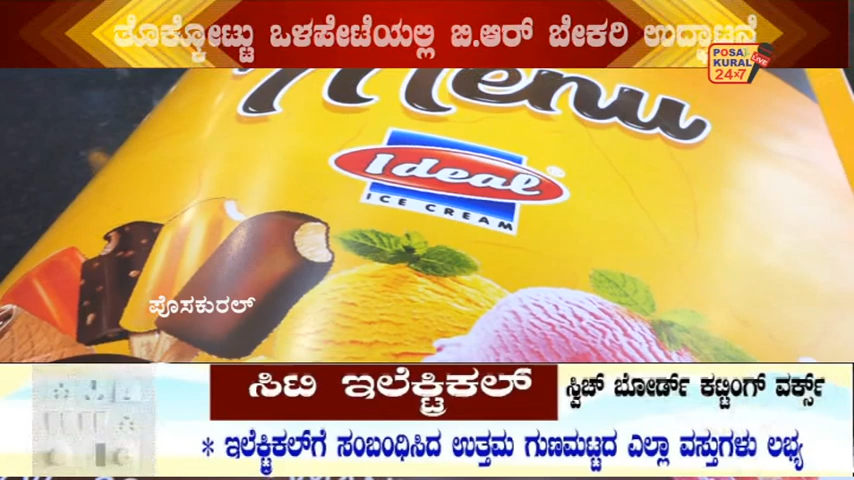 ತೊಕ್ಕೋಟ್ಟು ಒಳಪೇಟೆಯಲ್ಲಿ ಬಿ.ಆರ್ ಬೇಕರಿ ಉದ್ಘಾಟನೆ
POSA
KURAL
24x7
LIVE
Menu
Ideal®
ICE CREAM
ಪೊಸಕುರಲ್
ಸಿಟಿ ಇಲೆಕ್ಟ್ರಿಕಲ್ ಸ್ವಿಚ್ ಬೋರ್ಡ್ ಕಟ್ಟಿಂಗ್ ವರ್ಕ್ಸ್
* ಇಲೆಕ್ಟ್ರಿಕಲ್‌ಗೆ ಸಂಬಂಧಿಸಿದ ಉತ್ತಮ ಗುಣಮಟ್ಟದ ಎಲ್ಲಾ ವಸ್ತುಗಳು ಲಭ್ಯ